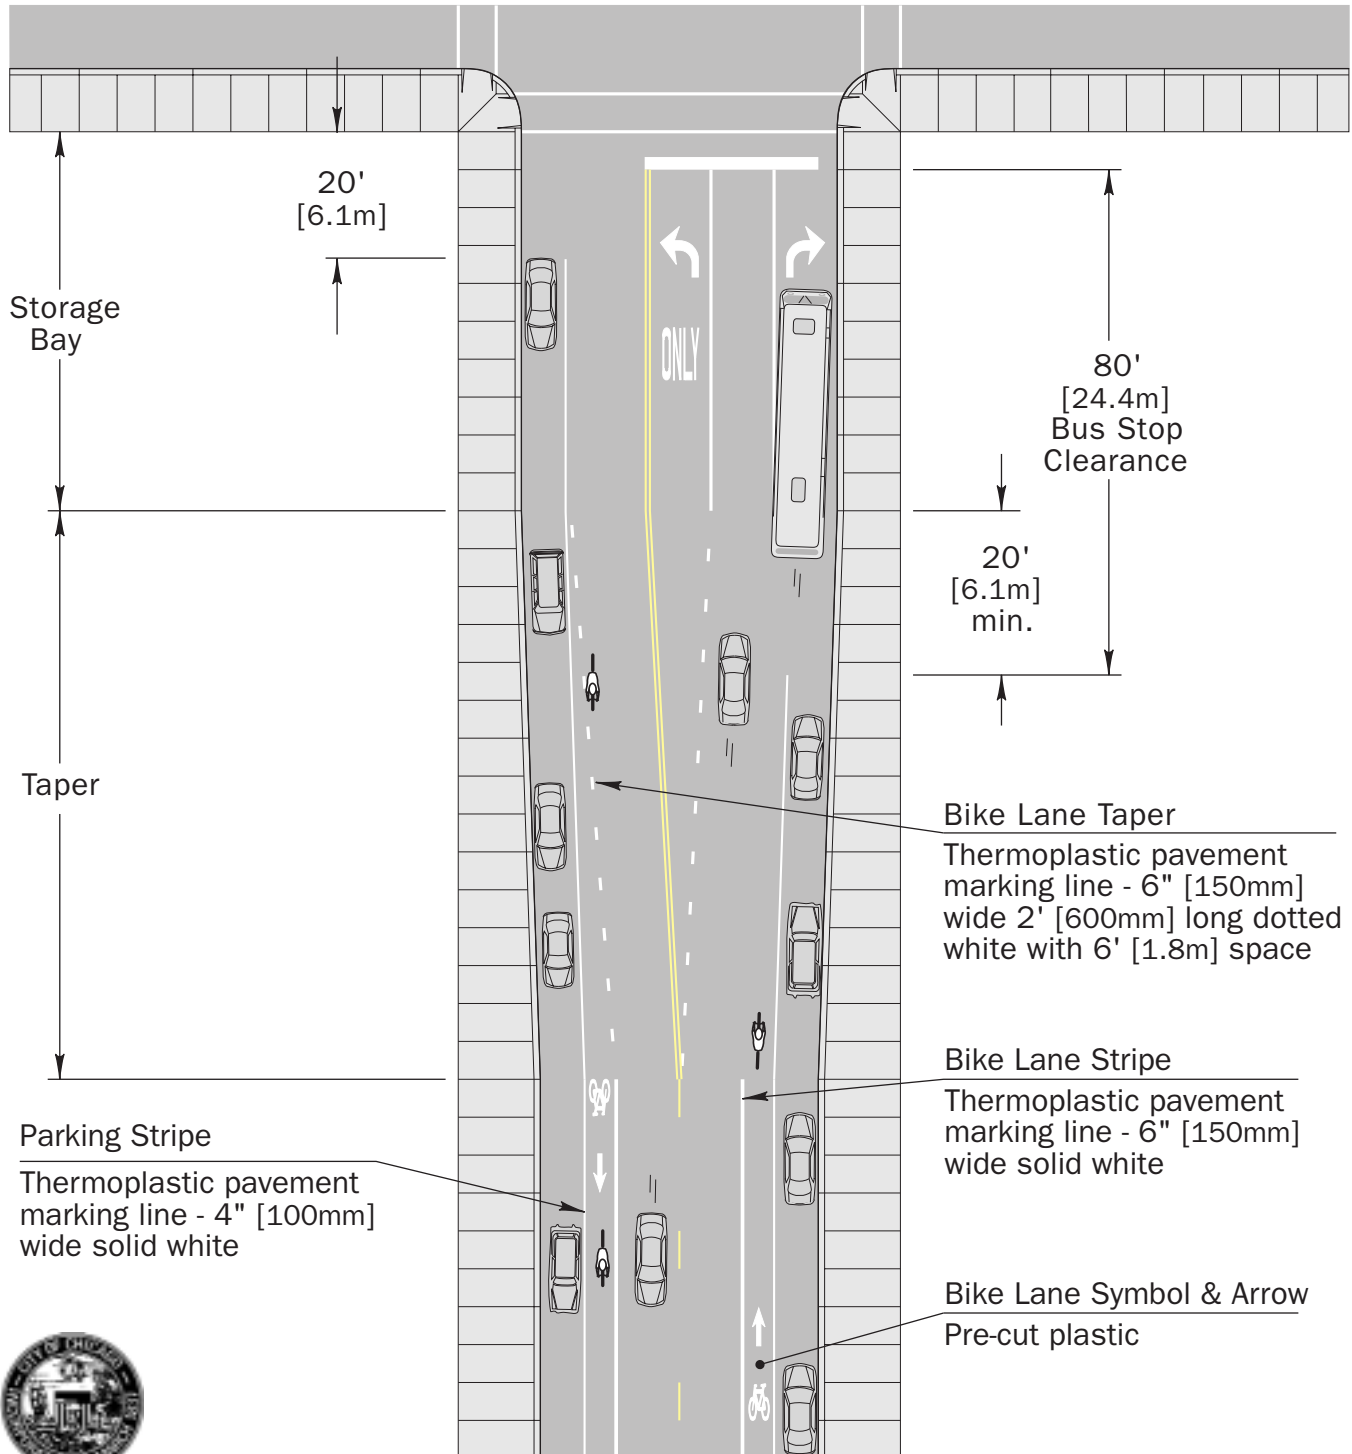 20'
[6.1m]
Storage
Bay
ONLY
80'
[24.4m]
Bus Stop
Clearance
20'
[6.1m]
min.
Taper
Bike Lane Taper
Thermoplastic pavement
marking line - 6" [150mm]
wide 2' [600mm] long dotted
white with 6' [1.8m] space
Bike Lane Stripe
Thermoplastic pavement
marking line - 6" [150mm]
wide solid white
Parking Stripe
Thermoplastic pavement
marking line - 4" [100mm]
wide solid white
Bike Lane Symbol & Arrow
Pre-cut plastic
CITY OF CHICAGO